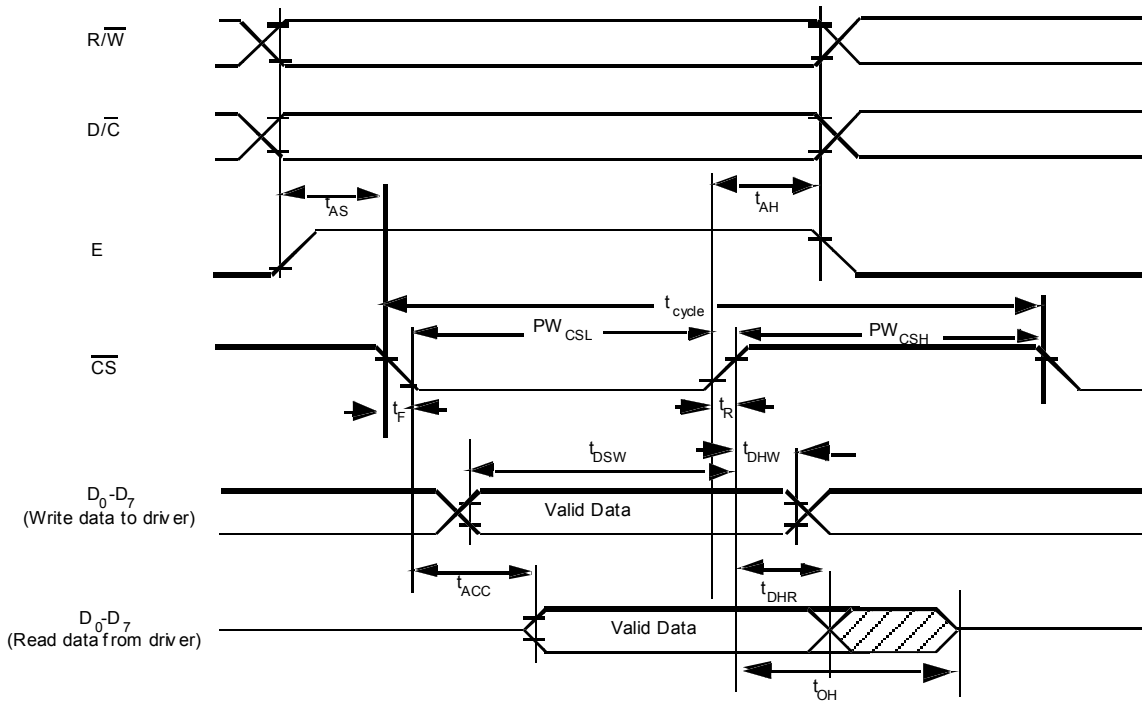 R/W̅
D/C̅
tAS
tAH
E
tcycle
PWCSL
PWCSH
C̅S̅
tF
tR
tDSW
tDHW
D0-D7
(Write data to driver)
Valid Data
tACC
tDHR
D0-D7
(Read data from driver)
Valid Data
tOH